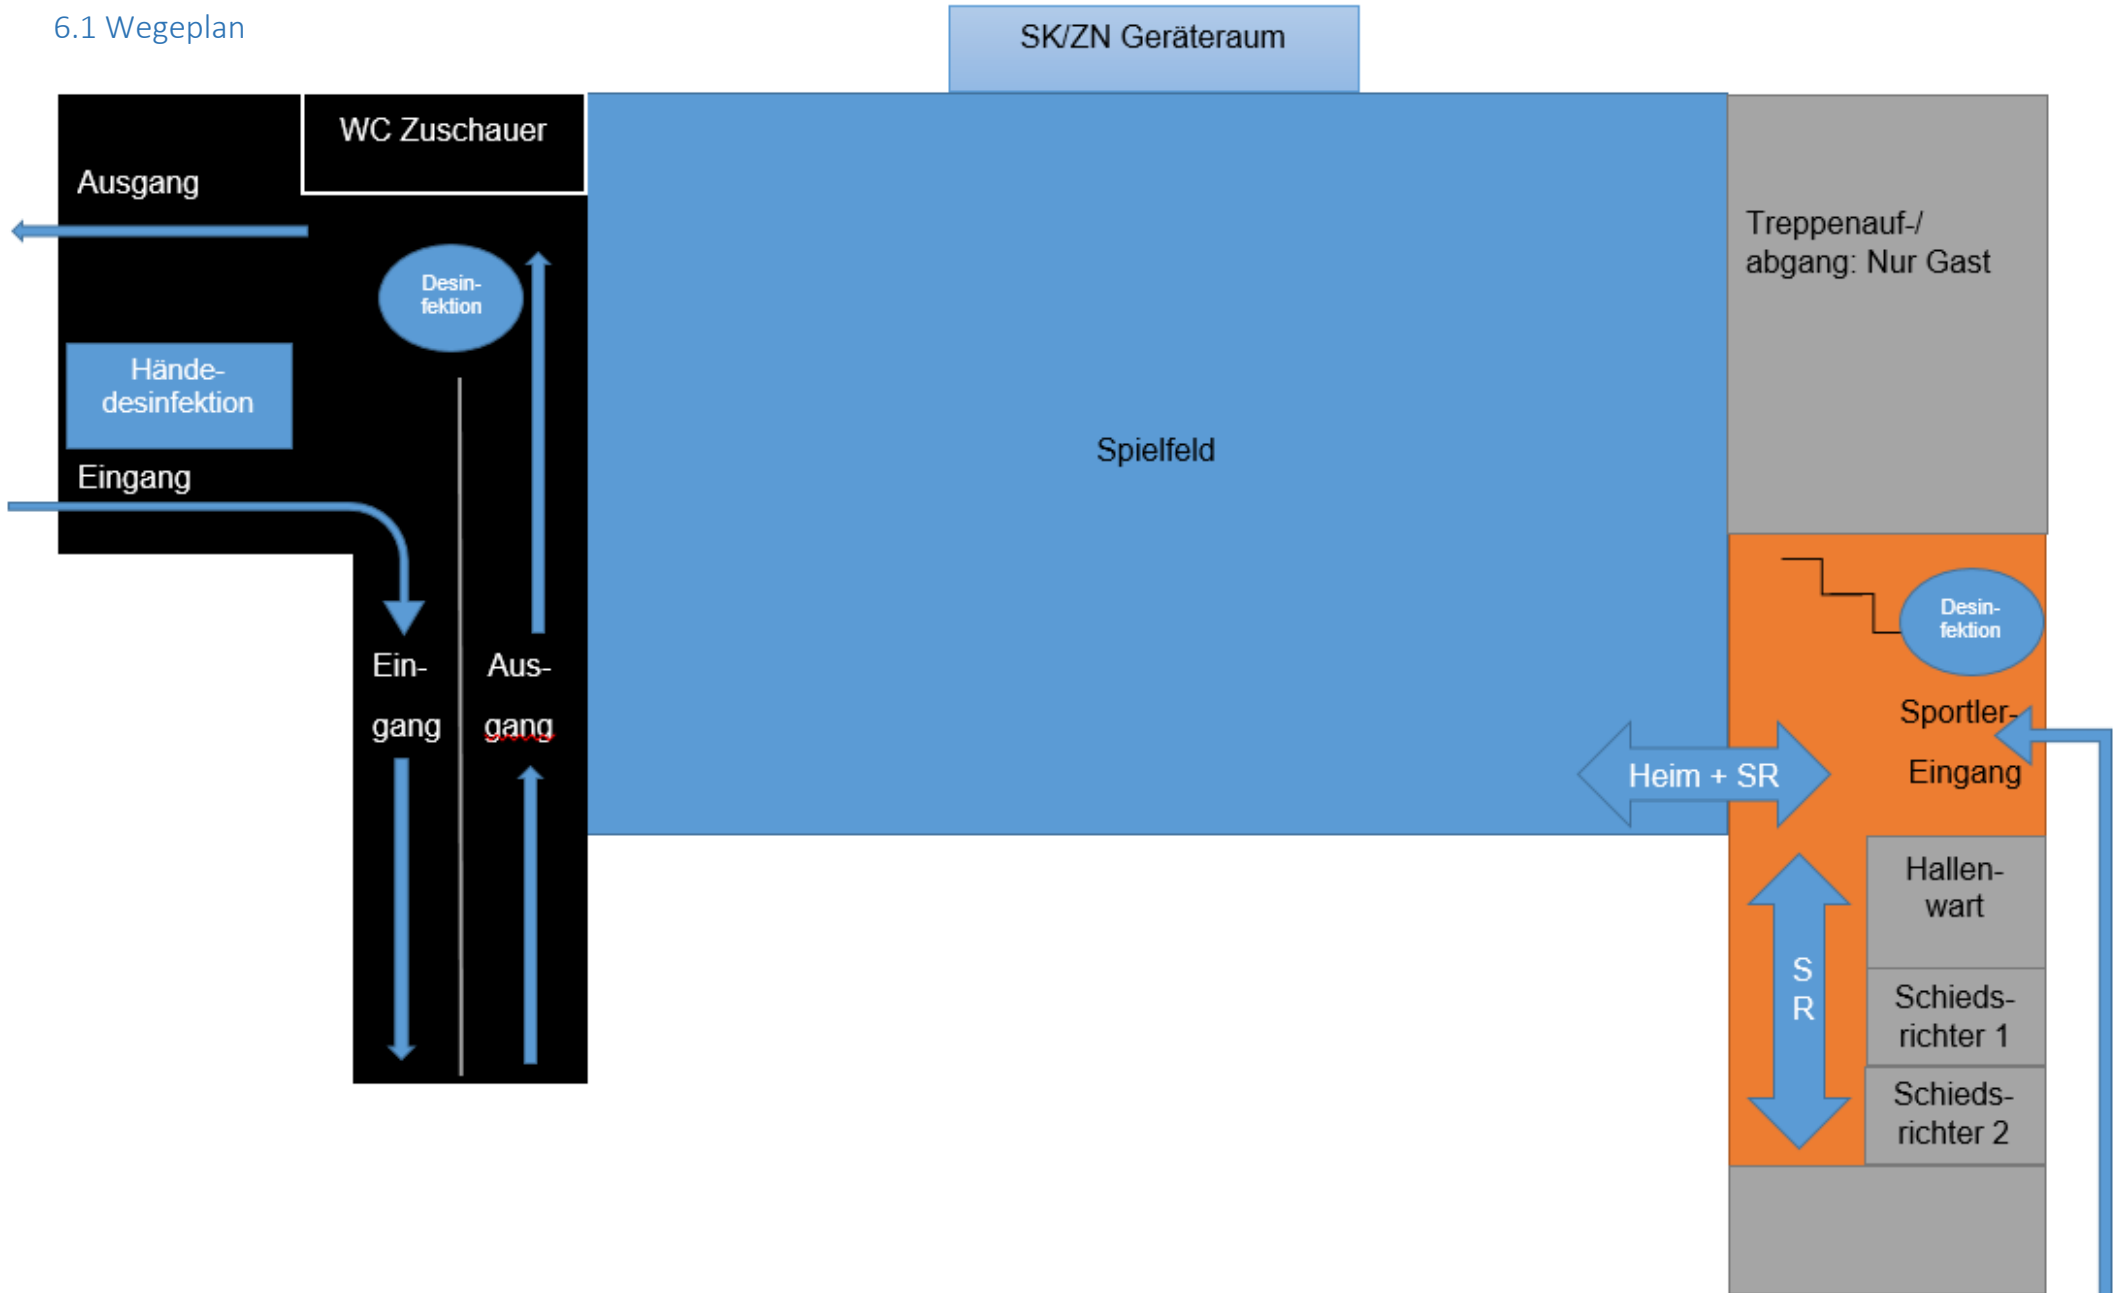 6.1 Wegeplan
SK/ZN Geräteraum
WC Zuschauer
Ausgang
Desin-
fektion
Hände-
desinfektion
Eingang
Ein-
gang
Aus-
gang
Spielfeld
Treppenauf-/
abgang: Nur Gast
Desin-
fektion
Sportler-
Eingang
Heim + SR
S
R
Hallen-
wart
Schieds-
richter 1
Schieds-
richter 2